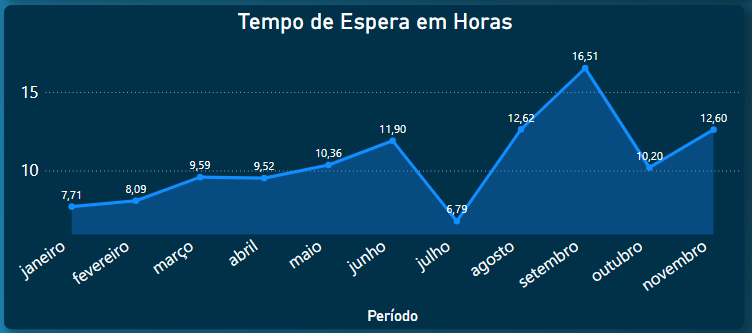 Tempo de Espera em Horas
16,51
15
12,62
12,60
11,90
10,36
10,20
10
9,59
9,52
8,09
7,71
6,79
janeiro
fevereiro
março
abril
maio
junho
julho
agosto
setembro
outubro
novembro
Período